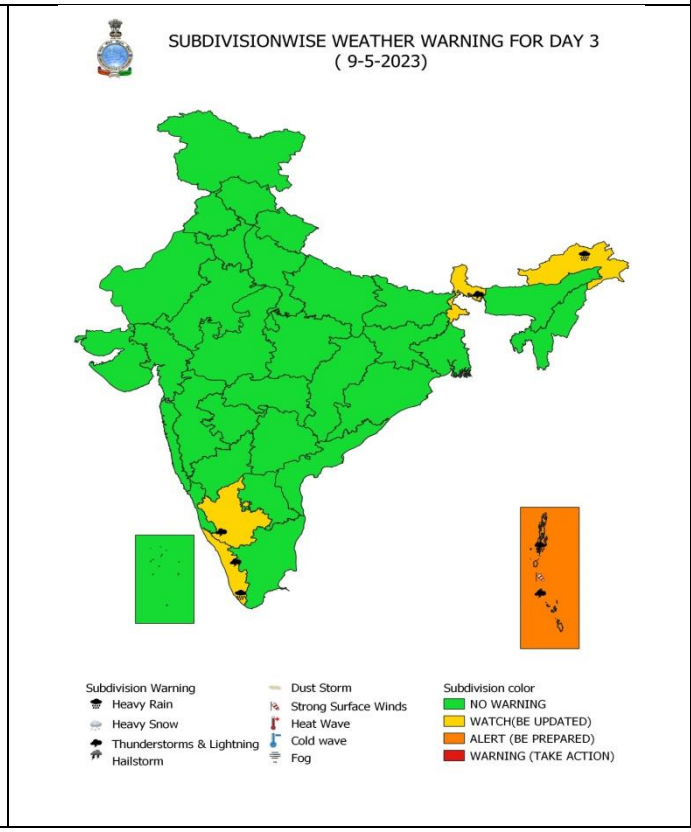 SUBDIVISIONWISE WEATHER WARNING FOR DAY 3
( 9-5-2023)
Subdivision Warning
Heavy Rain
Heavy Snow
Thunderstorms & Lightning
Hailstorm
Dust Storm
Strong Surface Winds
Heat Wave
Cold wave
Fog
Subdivision color
NO WARNING
WATCH(BE UPDATED)
ALERT (BE PREPARED)
WARNING (TAKE ACTION)